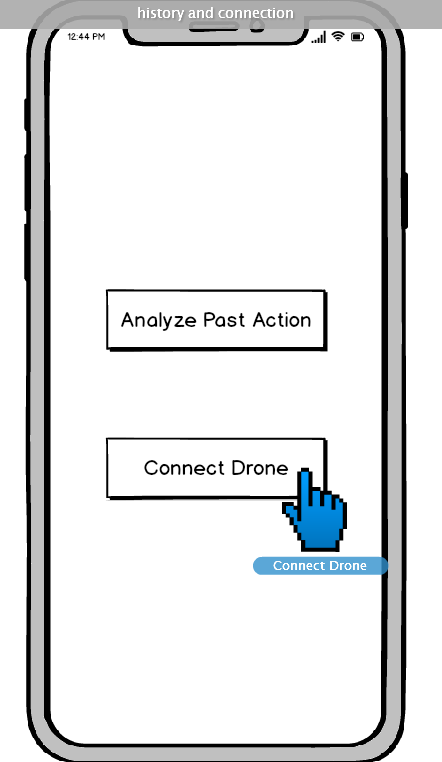 history and connection
12:44 PM
Analyze Past Action
Connect Drone
Connect Drone